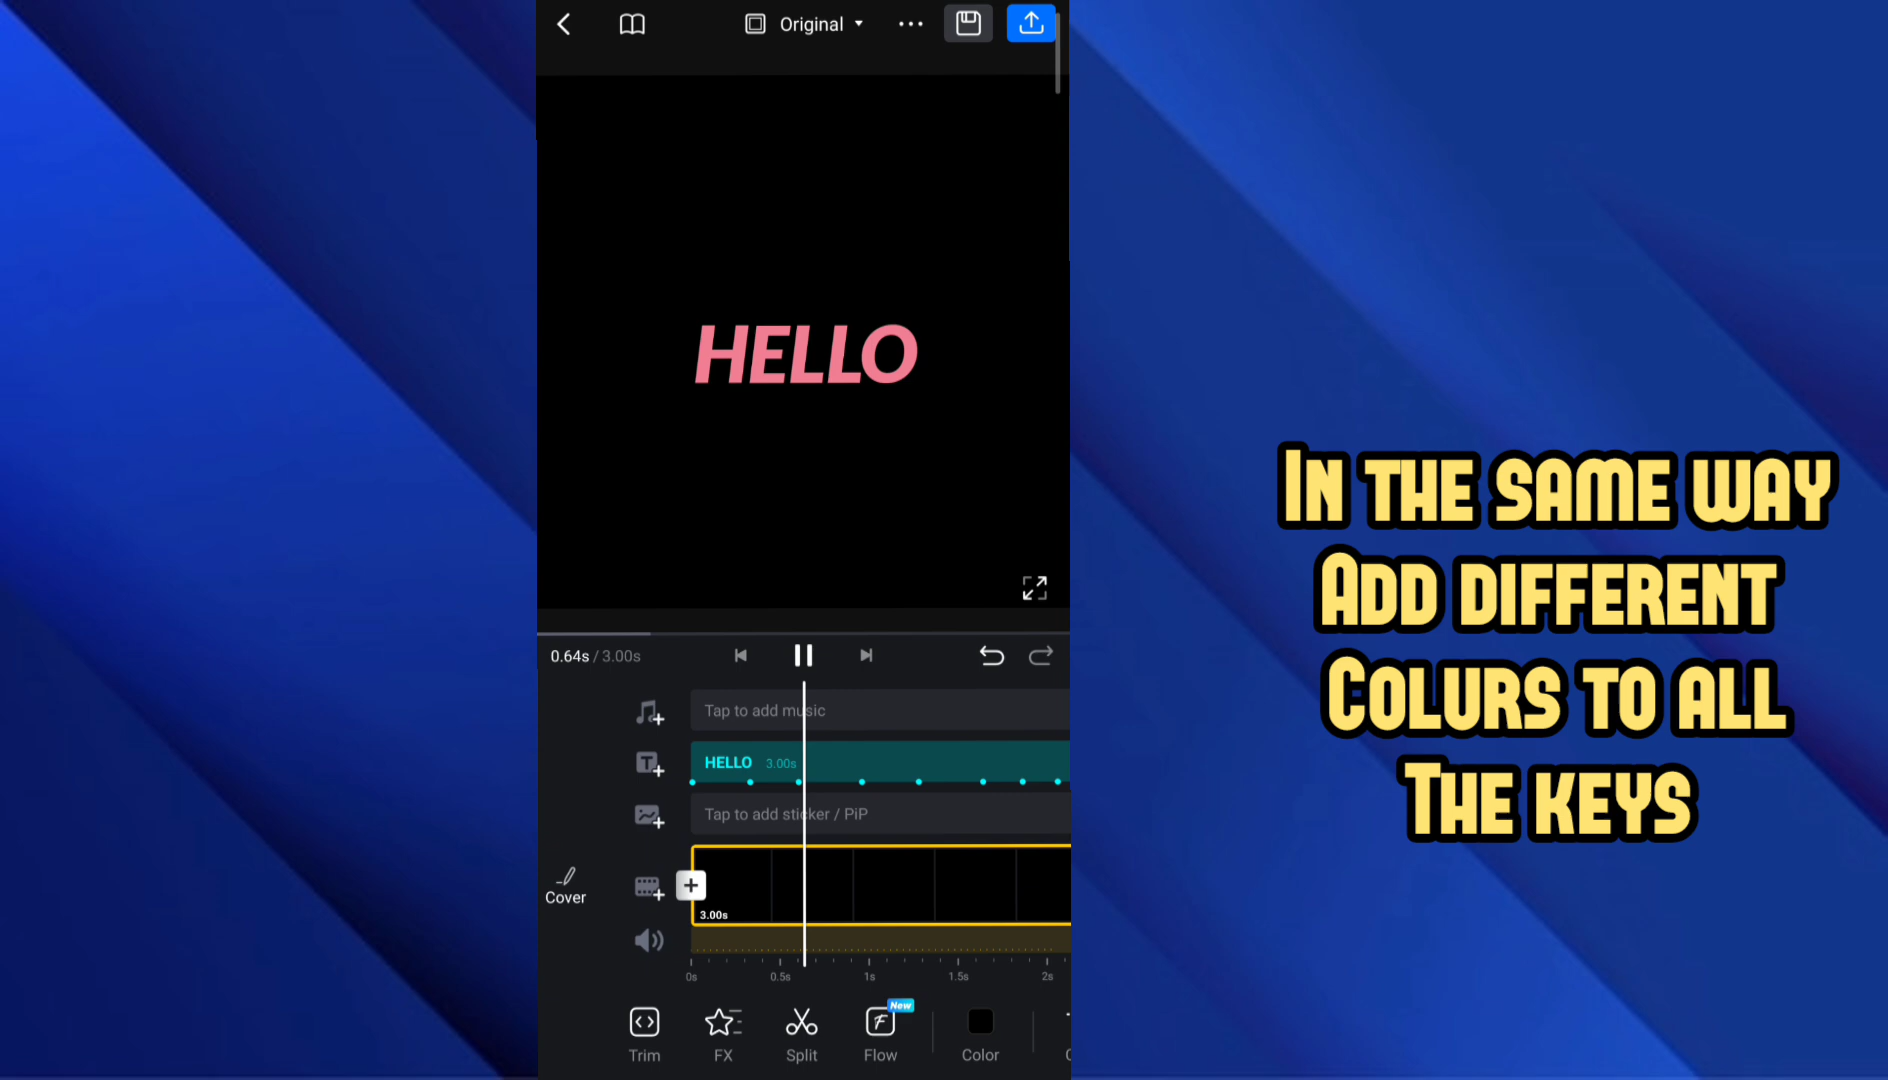 Original
HELLO
0.64s / 3.00s
Tap to add music
HELLO 3.00s
Tap to add sticker / PiP
Cover
3.00s
0s 0.5s 1s 1.5s 2s
New
Trim FX Split Flow Color
In the same way
Add different
Colurs to all
The keys